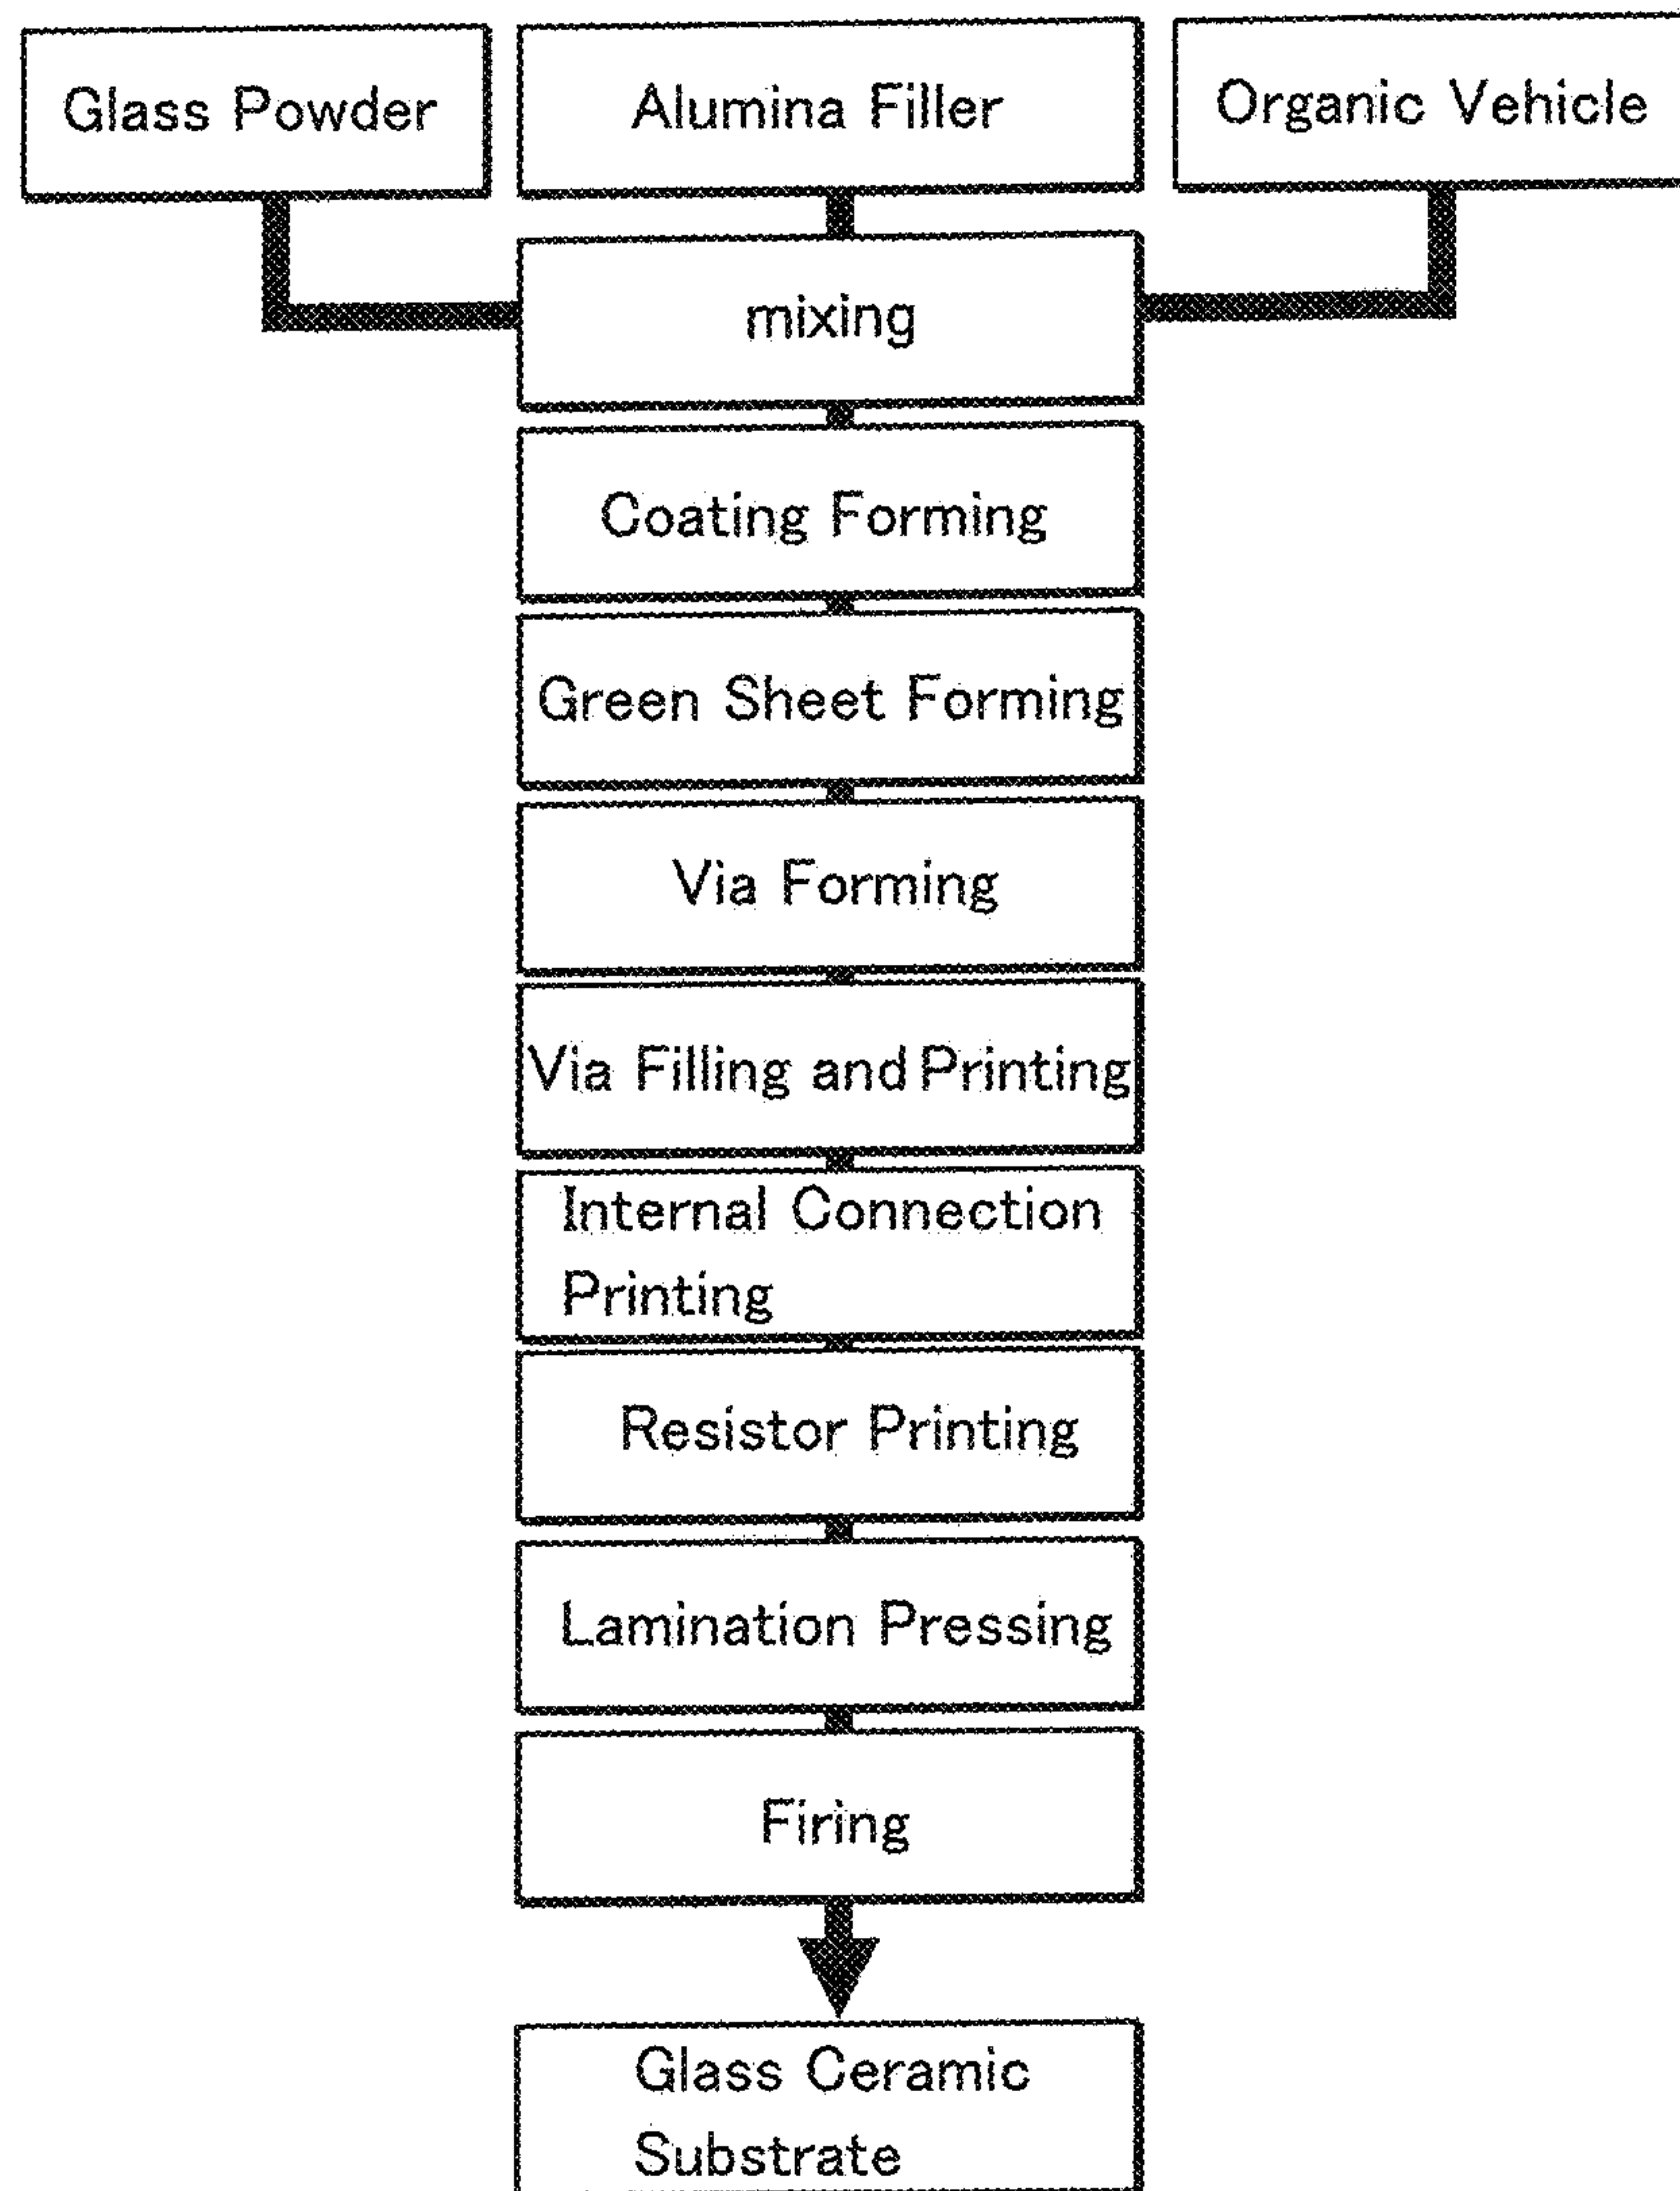 Glass Powder
Alumina Filler
Organic Vehicle
mixing
Coating Forming
Green Sheet Forming
Via Forming
Via Filling and Printing
Internal Connection
Printing
Resistor Printing
Lamination Pressing
Firing
Glass Ceramic
Substrate